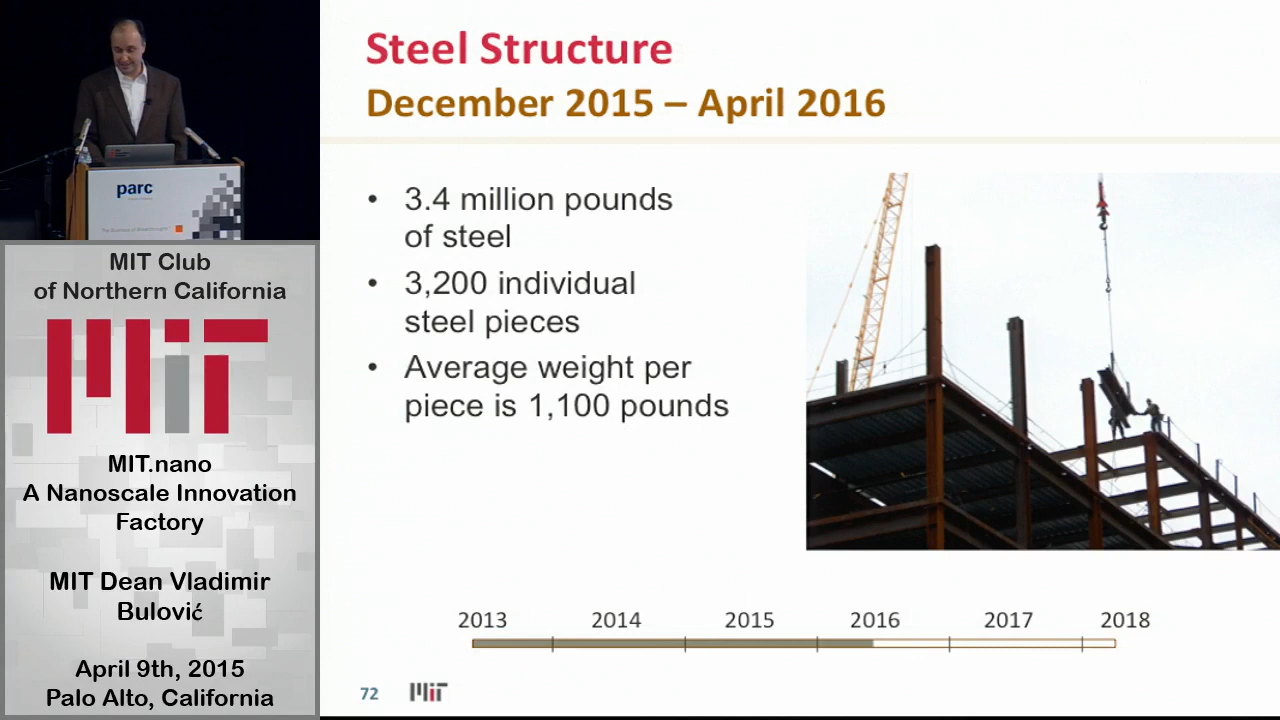 Steel Structure
December 2015 – April 2016
• 3.4 million pounds
of steel
• 3,200 individual
steel pieces
• Average weight per
piece is 1,100 pounds
2013 2014 2015 2016 2017 2018
72 MIT
parc
MIT Club
of Northern California
MIT
MIT.nano
A Nanoscale Innovation
Factory
MIT Dean Vladimir
Bulović
April 9th, 2015
Palo Alto, California